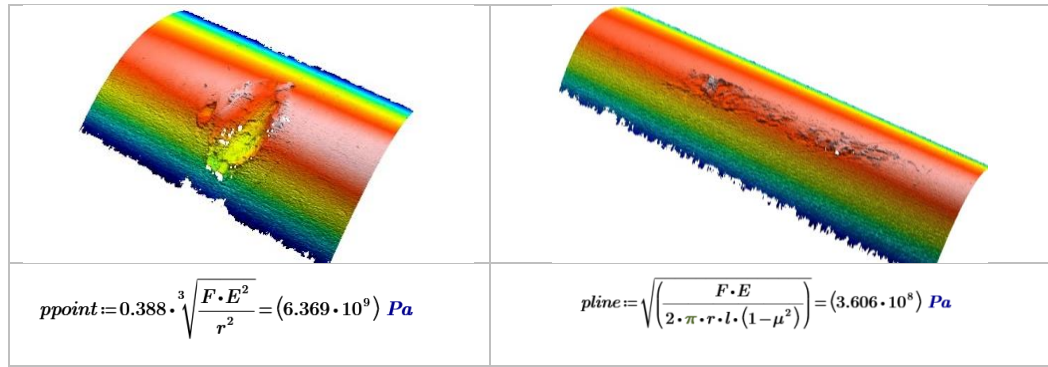 ppoint≔0.388⋅∛(F⋅E²/r²)=(6.369⋅10⁹) Pa
pline≔√((F⋅E)/(2⋅π⋅r⋅l⋅(1−μ²)))=(3.606⋅10⁸) Pa